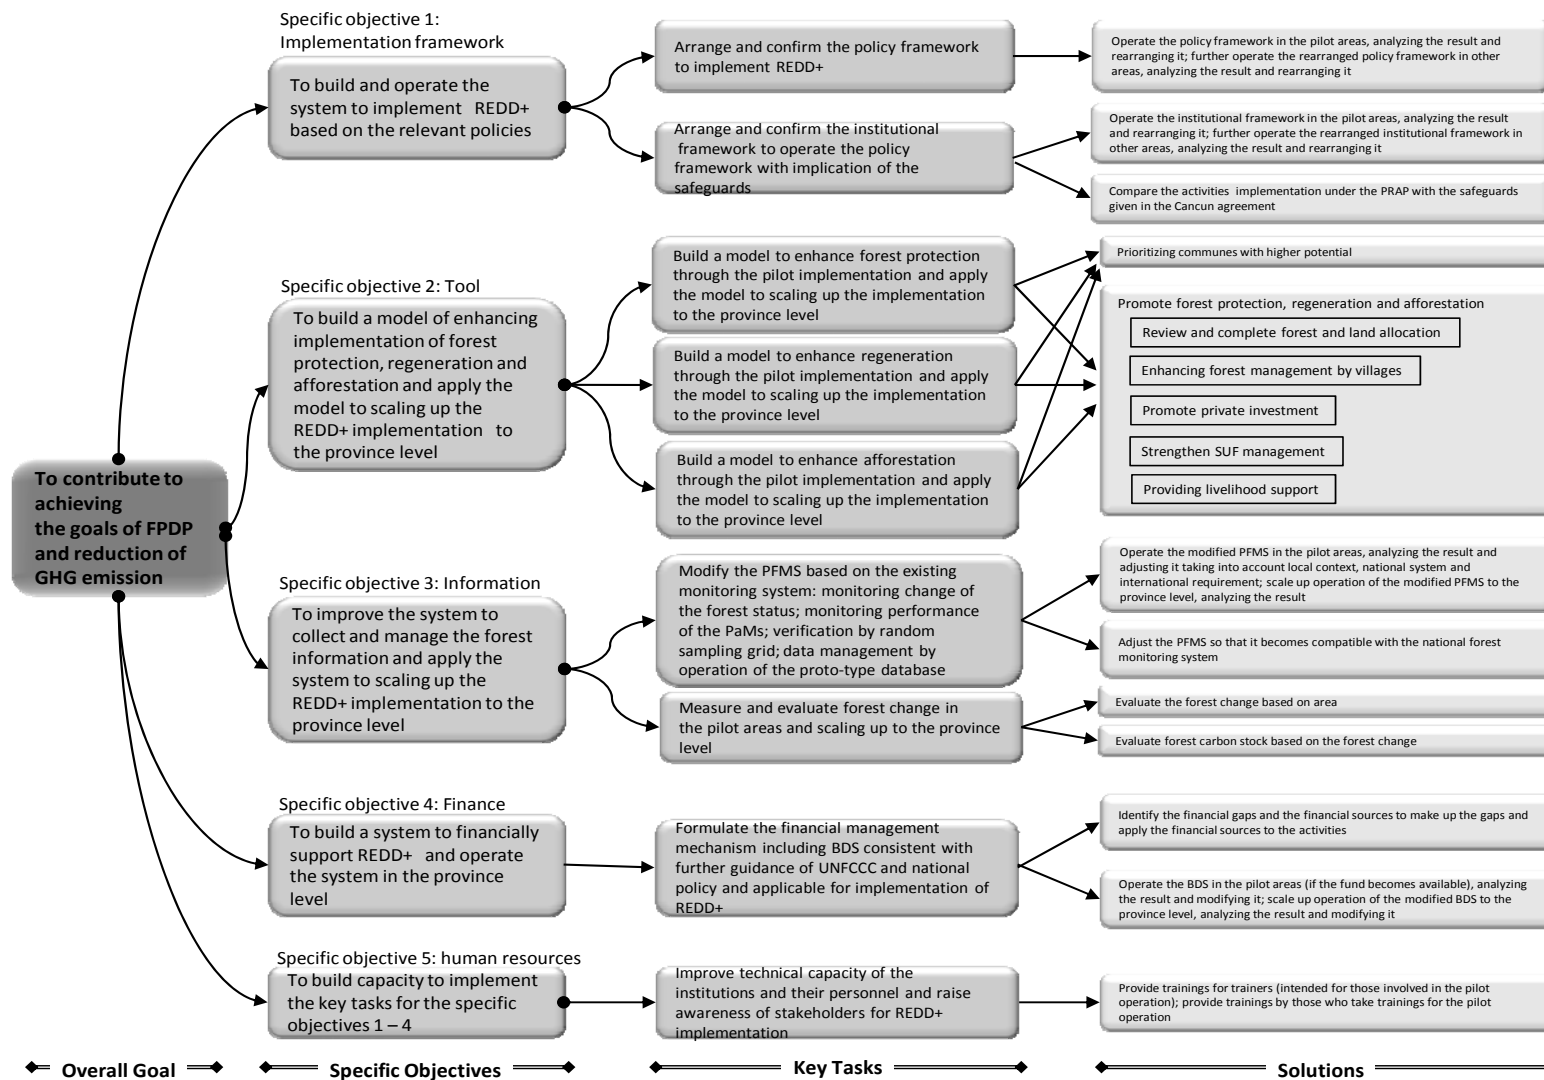 Specific objective 1:
Implementation framework
To build and operate the
system to implement REDD+
based on the relevant policies
Arrange and confirm the policy framework
to implement REDD+
Operate the policy framework in the pilot areas, analyzing the result and
rearranging it; further operate the rearranged policy framework in other
areas, analyzing the result and rearranging it
Arrange and confirm the institutional
framework to operate the policy
framework with implication of the
safeguards
Operate the institutional framework in the pilot areas, analyzing the result
and rearranging it; further operate the rearranged institutional framework in
other areas, analyzing the result and rearranging it
Compare the activities implementation under the PRAP with the safeguards
given in the Cancun agreement
Specific objective 2: Tool
To build a model of enhancing
implementation of forest
protection, regeneration and
afforestation and apply the
model to scaling up the
REDD+ implementation to
the province level
Build a model to enhance forest protection
through the pilot implementation and apply
the model to scaling up the implementation
to the province level
Build a model to enhance regeneration
through the pilot implementation and apply
the model to scaling up the implementation
to the province level
Build a model to enhance afforestation
through the pilot implementation and apply
the model to scaling up the implementation
to the province level
Prioritizing communes with higher potential
Promote forest protection, regeneration and afforestation
Review and complete forest and land allocation
Enhancing forest management by villages
Promote private investment
Strengthen SUF management
Providing livelihood support
To contribute to
achieving
the goals of FPDP
and reduction of
GHG emission
Specific objective 3: Information
To improve the system to
collect and manage the forest
information and apply the
system to scaling up the
REDD+ implementation to the
province level
Modify the PFMS based on the existing
monitoring system: monitoring change of
the forest status; monitoring performance
of the PaMs; verification by random
sampling grid; data management by
operation of the proto-type database
Measure and evaluate forest change in
the pilot areas and scaling up to the province
level
Operate the modified PFMS in the pilot areas, analyzing the result and
adjusting it taking into account local context, national system and
international requirement; scale up operation of the modified PFMS to the
province level, analyzing the result
Adjust the PFMS so that it becomes compatible with the national forest
monitoring system
Evaluate the forest change based on area
Evaluate forest carbon stock based on the forest change
Specific objective 4: Finance
To build a system to financially
support REDD+ and operate
the system in the province
level
Formulate the financial management
mechanism including BDS consistent with
further guidance of UNFCCC and national
policy and applicable for implementation of
REDD+
Identify the financial gaps and the financial sources to make up the gaps and
apply the financial sources to the activities
Operate the BDS in the pilot areas (if the fund becomes available), analyzing
the result and modifying it; scale up operation of the modified BDS to the
province level, analyzing the result and modifying it
Specific objective 5: human resources
To build capacity to implement
the key tasks for the specific
objectives 1 – 4
Improve technical capacity of the
institutions and their personnel and raise
awareness of stakeholders for REDD+
implementation
Provide trainings for trainers (intended for those involved in the pilot
operation); provide trainings by those who take trainings for the pilot
operation
Overall Goal
Specific Objectives
Key Tasks
Solutions